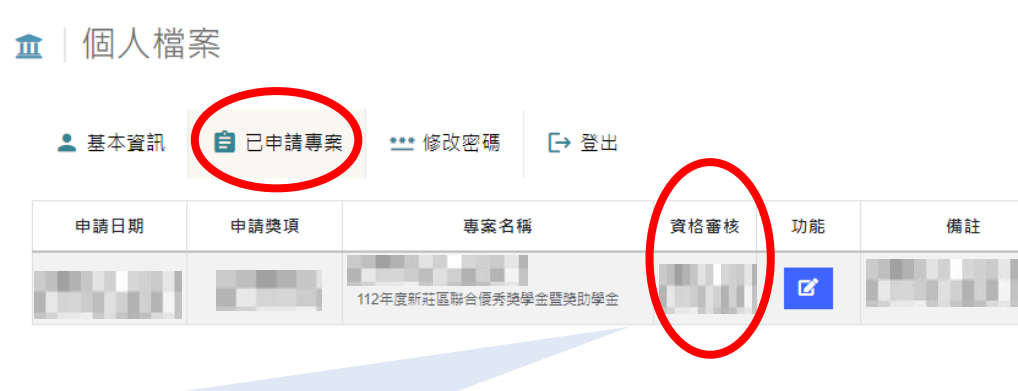 個人檔案
基本資訊 已申請專案 修改密碼 登出
申請日期 申請獎項 專案名稱 資格審核 功能 備註
112年度新莊區聯合優秀獎學金暨獎助學金